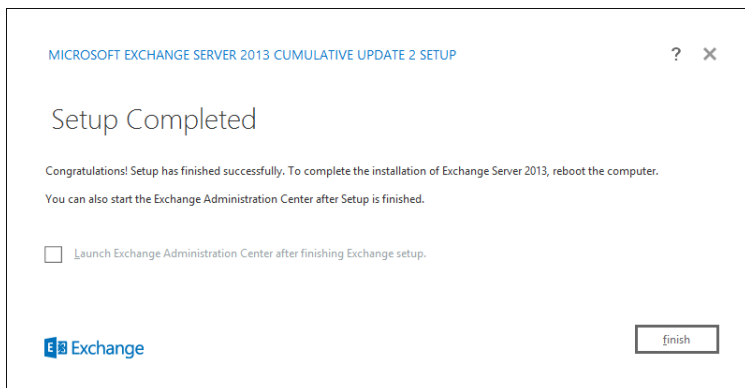 MICROSOFT EXCHANGE SERVER 2013 CUMULATIVE UPDATE 2 SETUP
? ✕
Setup Completed
Congratulations! Setup has finished successfully. To complete the installation of Exchange Server 2013, reboot the computer.
You can also start the Exchange Administration Center after Setup is finished.
Launch Exchange Administration Center after finishing Exchange setup.
E Exchange
finish